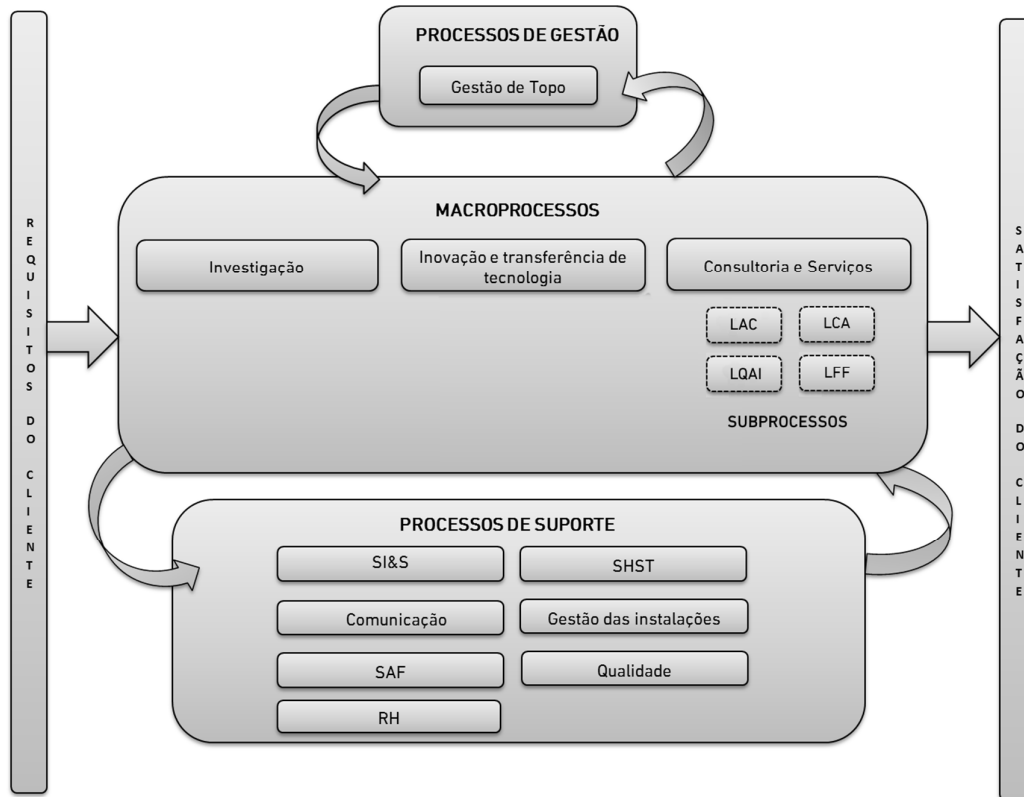 PROCESSOS DE GESTÃO
Gestão de Topo
REQUISITOS DO CLIENTE
MACROPROCESSOS
Investigação
Inovação e transferência de
tecnologia
Consultoria e Serviços
LAC
LCA
LQAI
LFF
SUBPROCESSOS
PROCESSOS DE SUPORTE
SI&S
SHST
Comunicação
Gestão das instalações
SAF
Qualidade
RH
SATISFAÇÃO DO CLIENTE